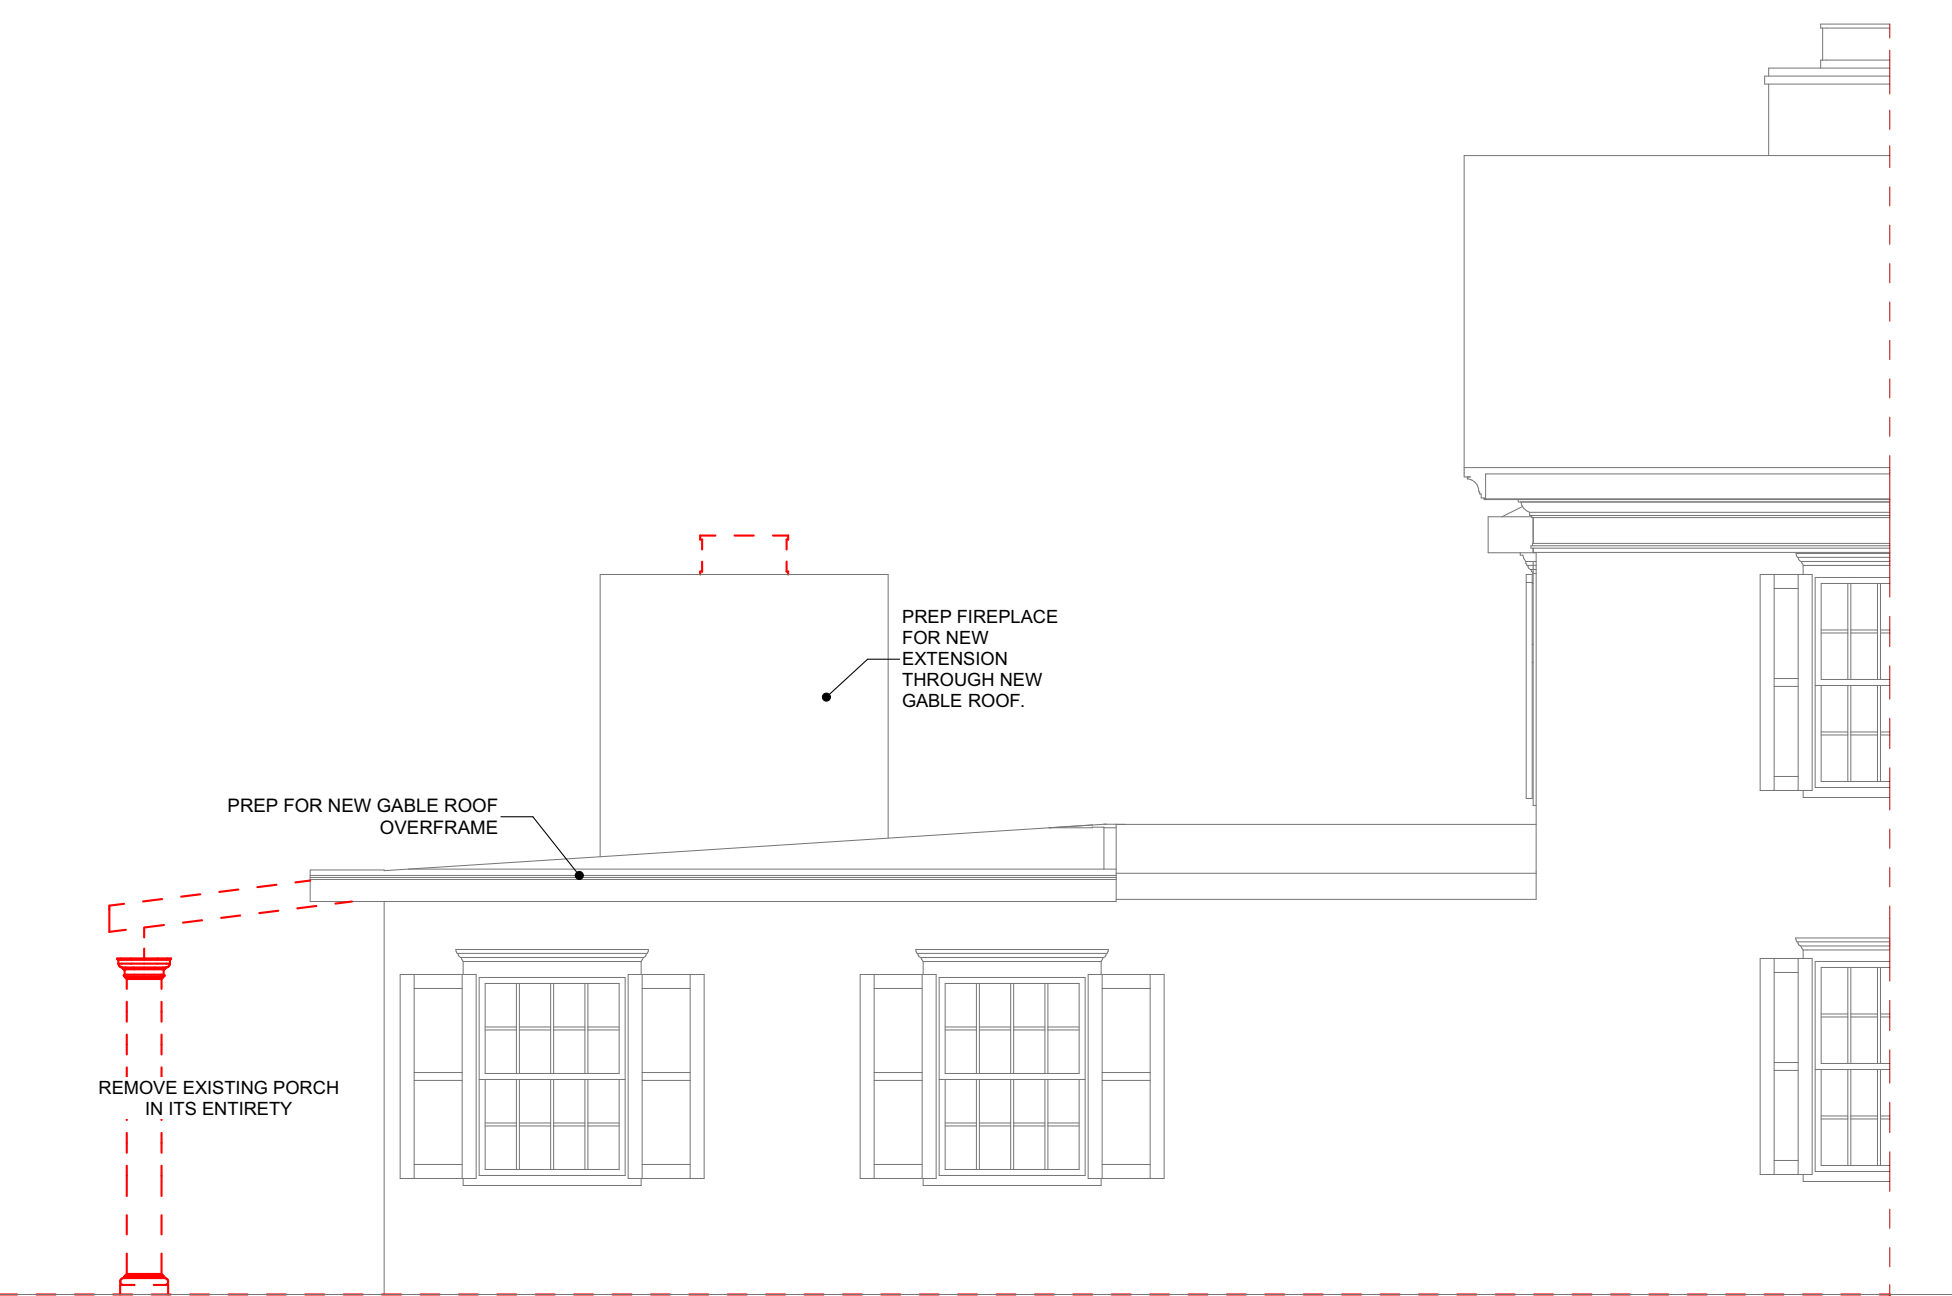 PREP FIREPLACE
FOR NEW
EXTENSION
THROUGH NEW
GABLE ROOF.
PREP FOR NEW GABLE ROOF
OVERFRAME
REMOVE EXISTING PORCH
IN ITS ENTIRETY